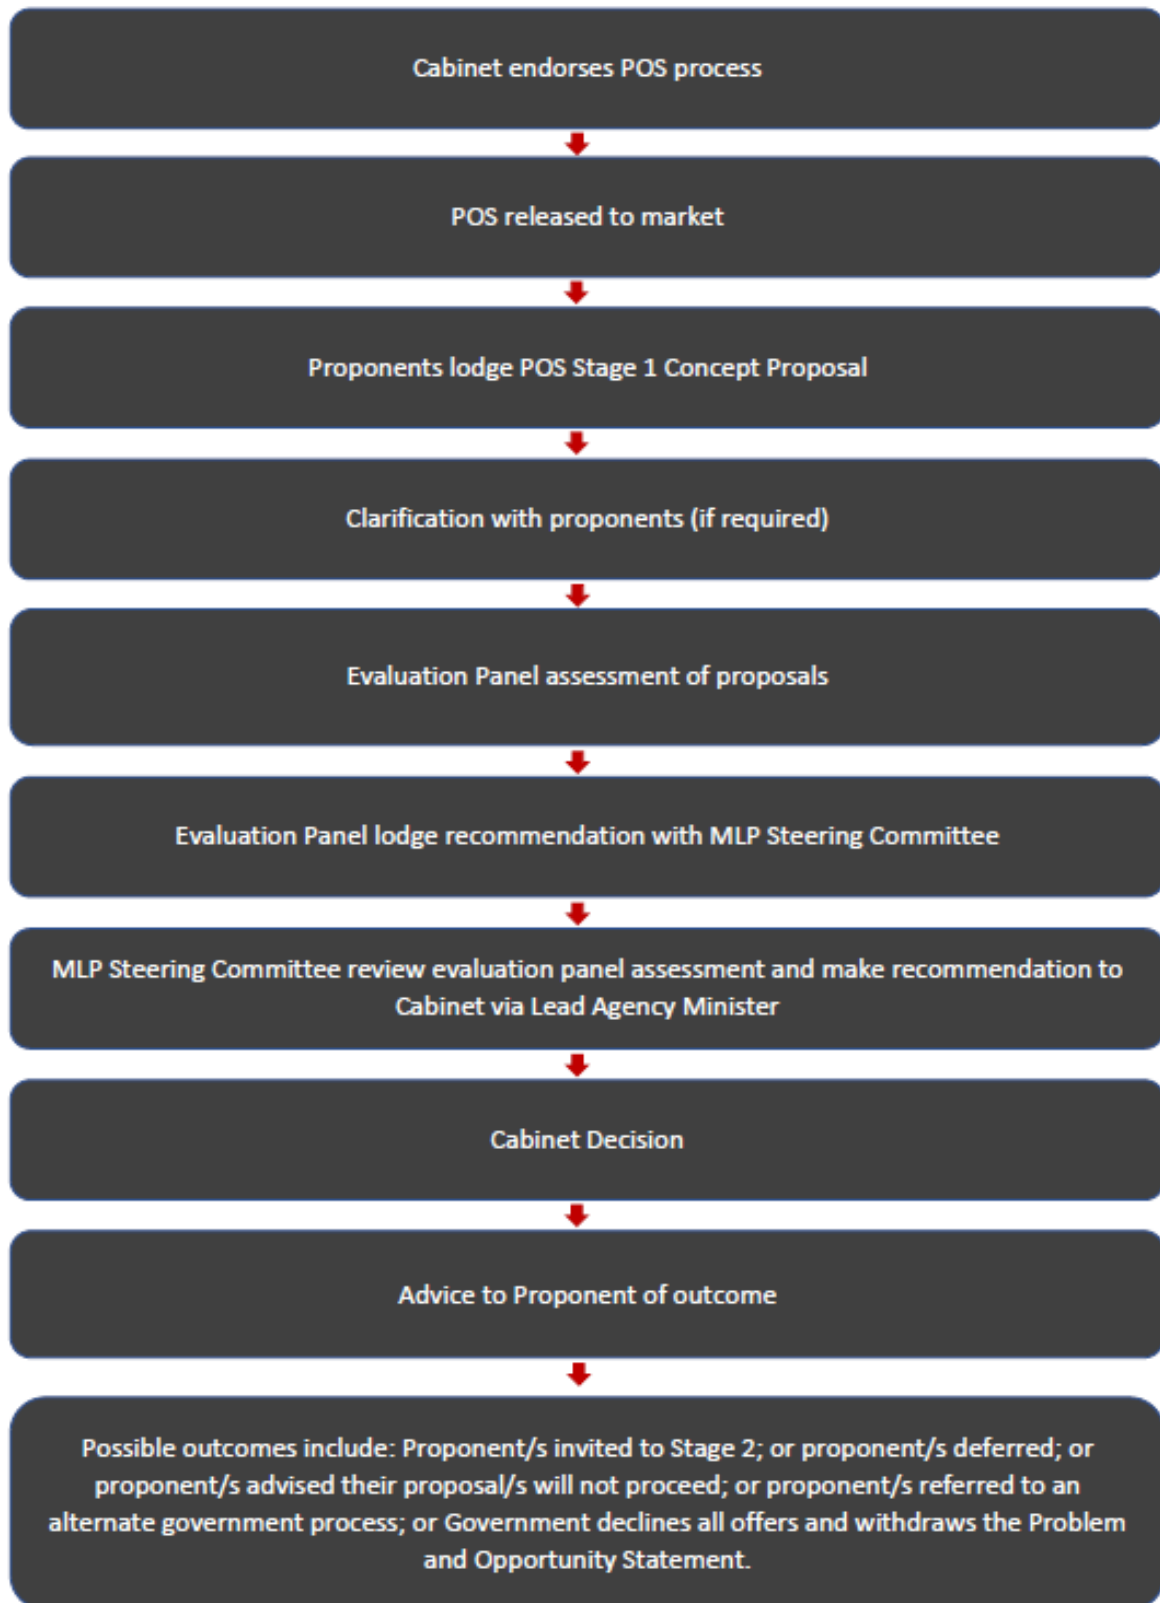 Cabinet endorses POS process
POS released to market
Proponents lodge POS Stage 1 Concept Proposal
Clarification with proponents (if required)
Evaluation Panel assessment of proposals
Evaluation Panel lodge recommendation with MLP Steering Committee
MLP Steering Committee review evaluation panel assessment and make recommendation to
Cabinet via Lead Agency Minister
Cabinet Decision
Advice to Proponent of outcome
Possible outcomes include: Proponent/s invited to Stage 2; or proponent/s deferred; or
proponent/s advised their proposal/s will not proceed; or proponent/s referred to an
alternate government process; or Government declines all offers and withdraws the Problem
and Opportunity Statement.